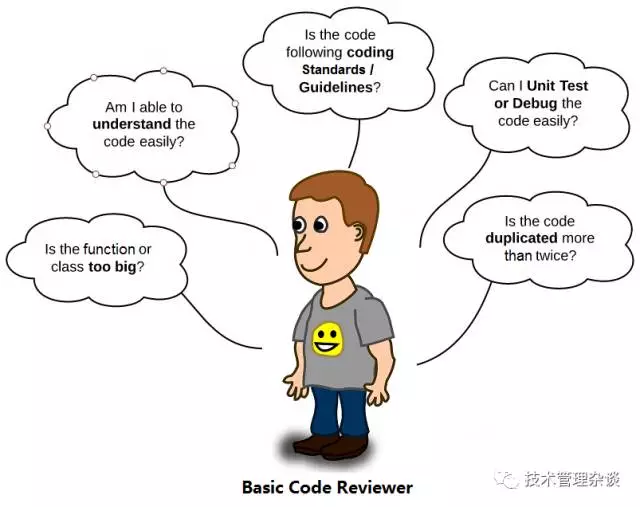 Is the code
following coding
Standards /
Guidelines?
Am I able to
understand the
code easily?
Can I Unit Test
or Debug the
code easily?
Is the function or
class too big?
Is the code
duplicated more
than twice?
Basic Code Reviewer
技术管理杂谈